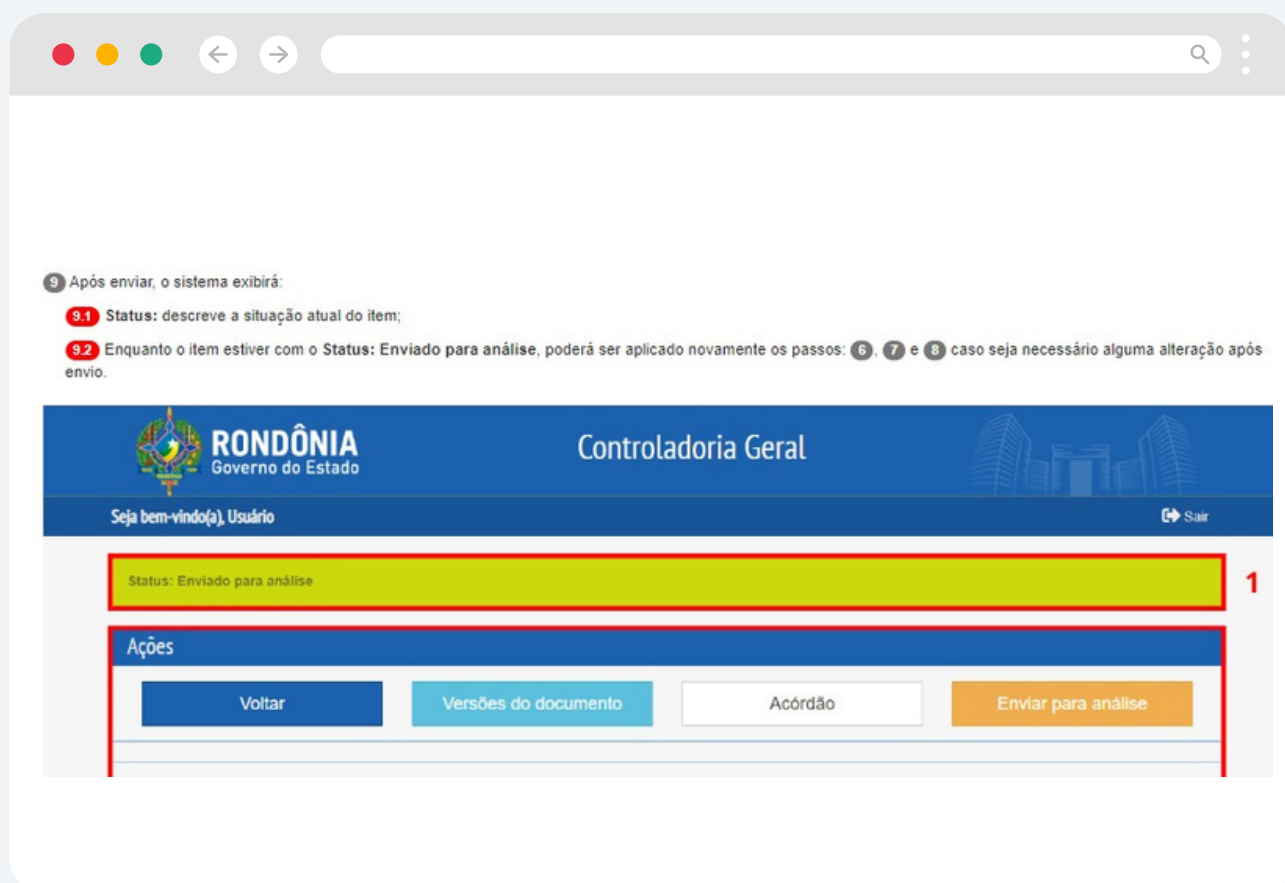 9 Após enviar, o sistema exibirá:
9.1 Status: descreve a situação atual do item;
9.2 Enquanto o item estiver com o Status: Enviado para análise, poderá ser aplicado novamente os passos: 6, 7 e 8 caso seja necessário alguma alteração após
envio.
RONDÔNIA
Governo do Estado
Controladoria Geral
Seja bem-vindo(a), Usuário
Sair
Status: Enviado para análise
1
Ações
Voltar
Versões do documento
Acórdão
Enviar para análise